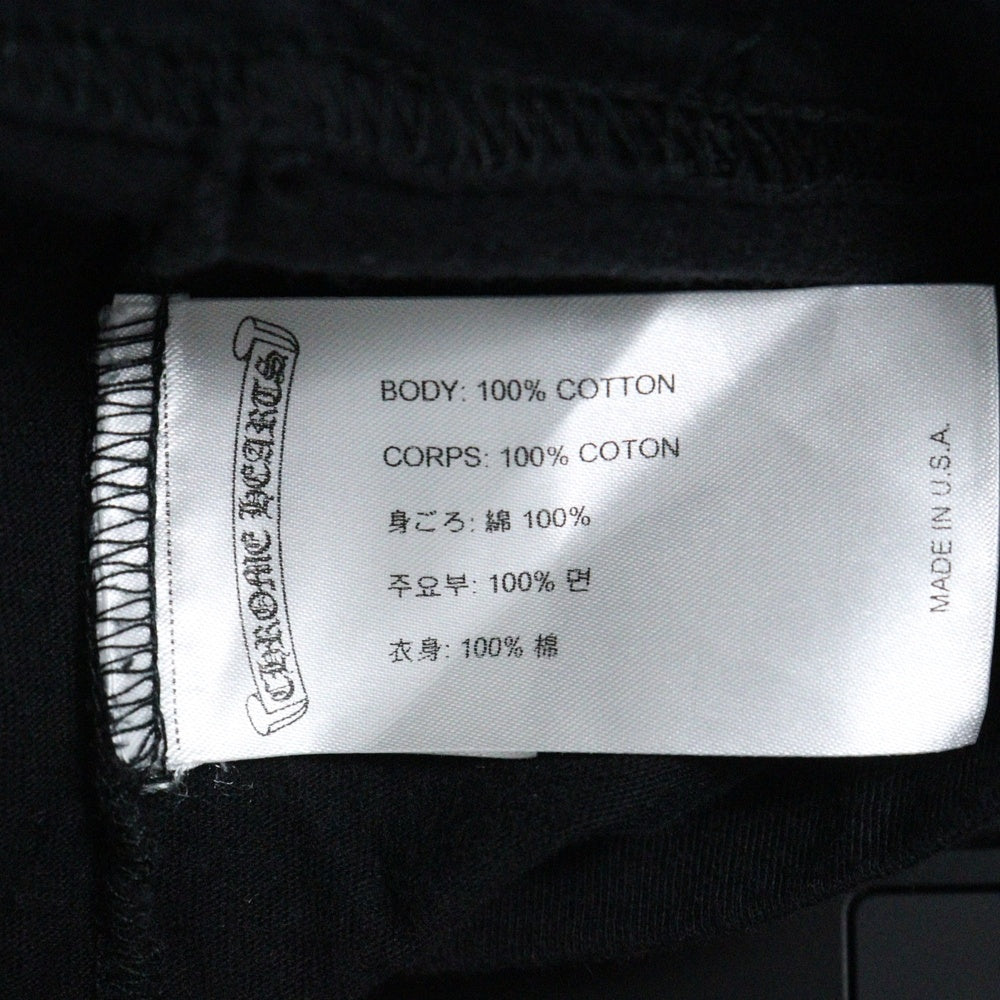 CHROME HEARTS
BODY: 100% COTTON
CORPS: 100% COTON
身ごろ: 綿 100%
주요부: 100% 면
衣身: 100% 棉
MADE IN U.S.A.